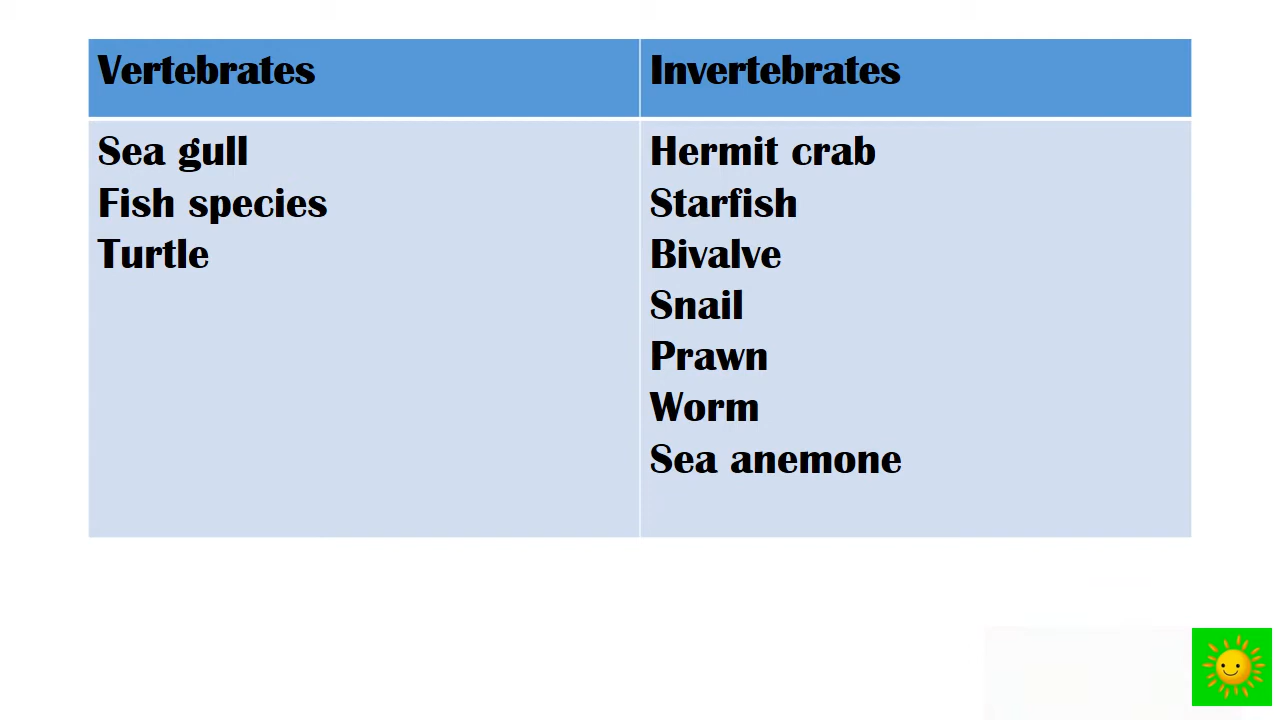 Vertebrates
Invertebrates
Sea gull
Fish species
Turtle
Hermit crab
Starfish
Bivalve
Snail
Prawn
Worm
Sea anemone